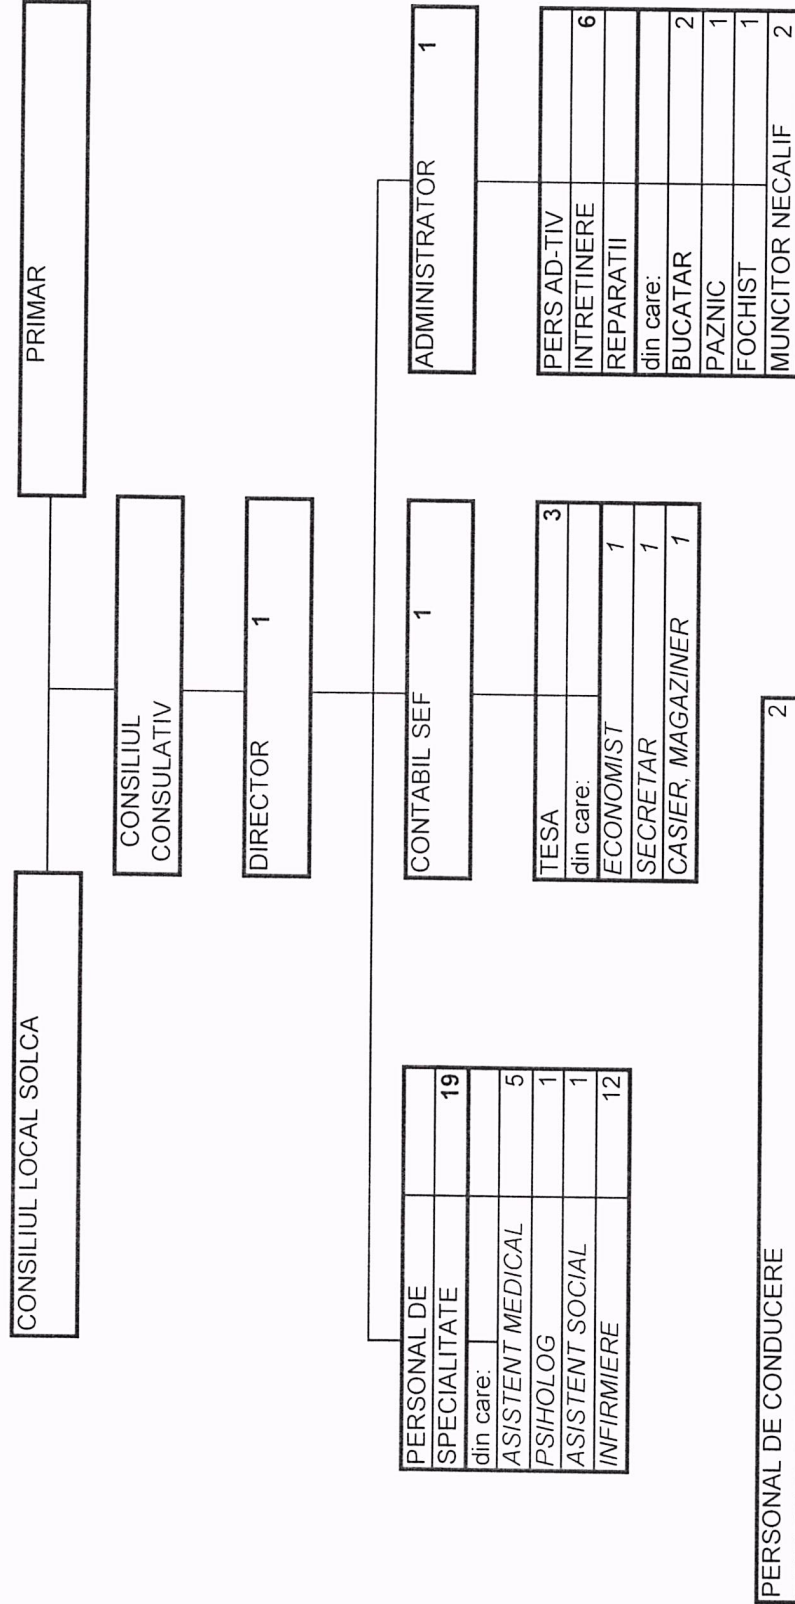 CONSILIUL LOCAL SOLCA
PRIMAR
CONSILIUL
CONSULATIV
DIRECTOR 1
PERSONAL DE
SPECIALITATE 19
din care:
ASISTENT MEDICAL 5
PSIHOLOG 1
ASISTENT SOCIAL 1
INFIRMIERE 12
CONTABIL SEF 1
TESA 3
din care:
ECONOMIST 1
SECRETAR 1
CASIER, MAGAZINER 1
ADMINISTRATOR 1
PERS AD-TIV
INTRETINERE 6
REPARATII
din care:
BUCATAR 2
PAZNIC 1
FOCHIST 1
MUNCITOR NECALIF 2
PERSONAL DE CONDUCERE 2